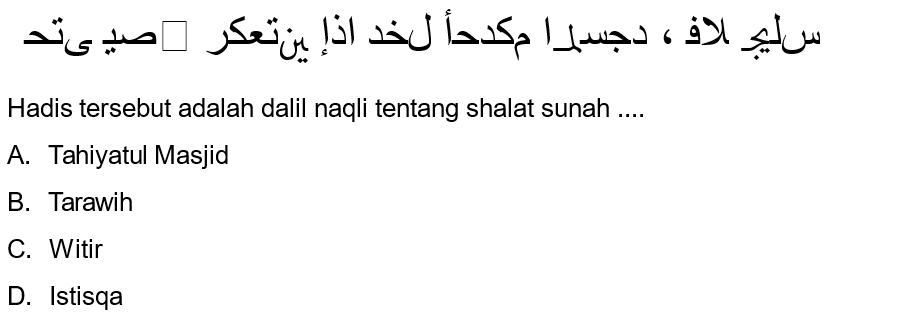 حتى يص ركعتين إذا دخل أحدكم المسجد ، فلا يجلس
Hadis tersebut adalah dalil naqli tentang shalat sunah ....
A. Tahiyatul Masjid
B. Tarawih
C. Witir
D. Istisqa